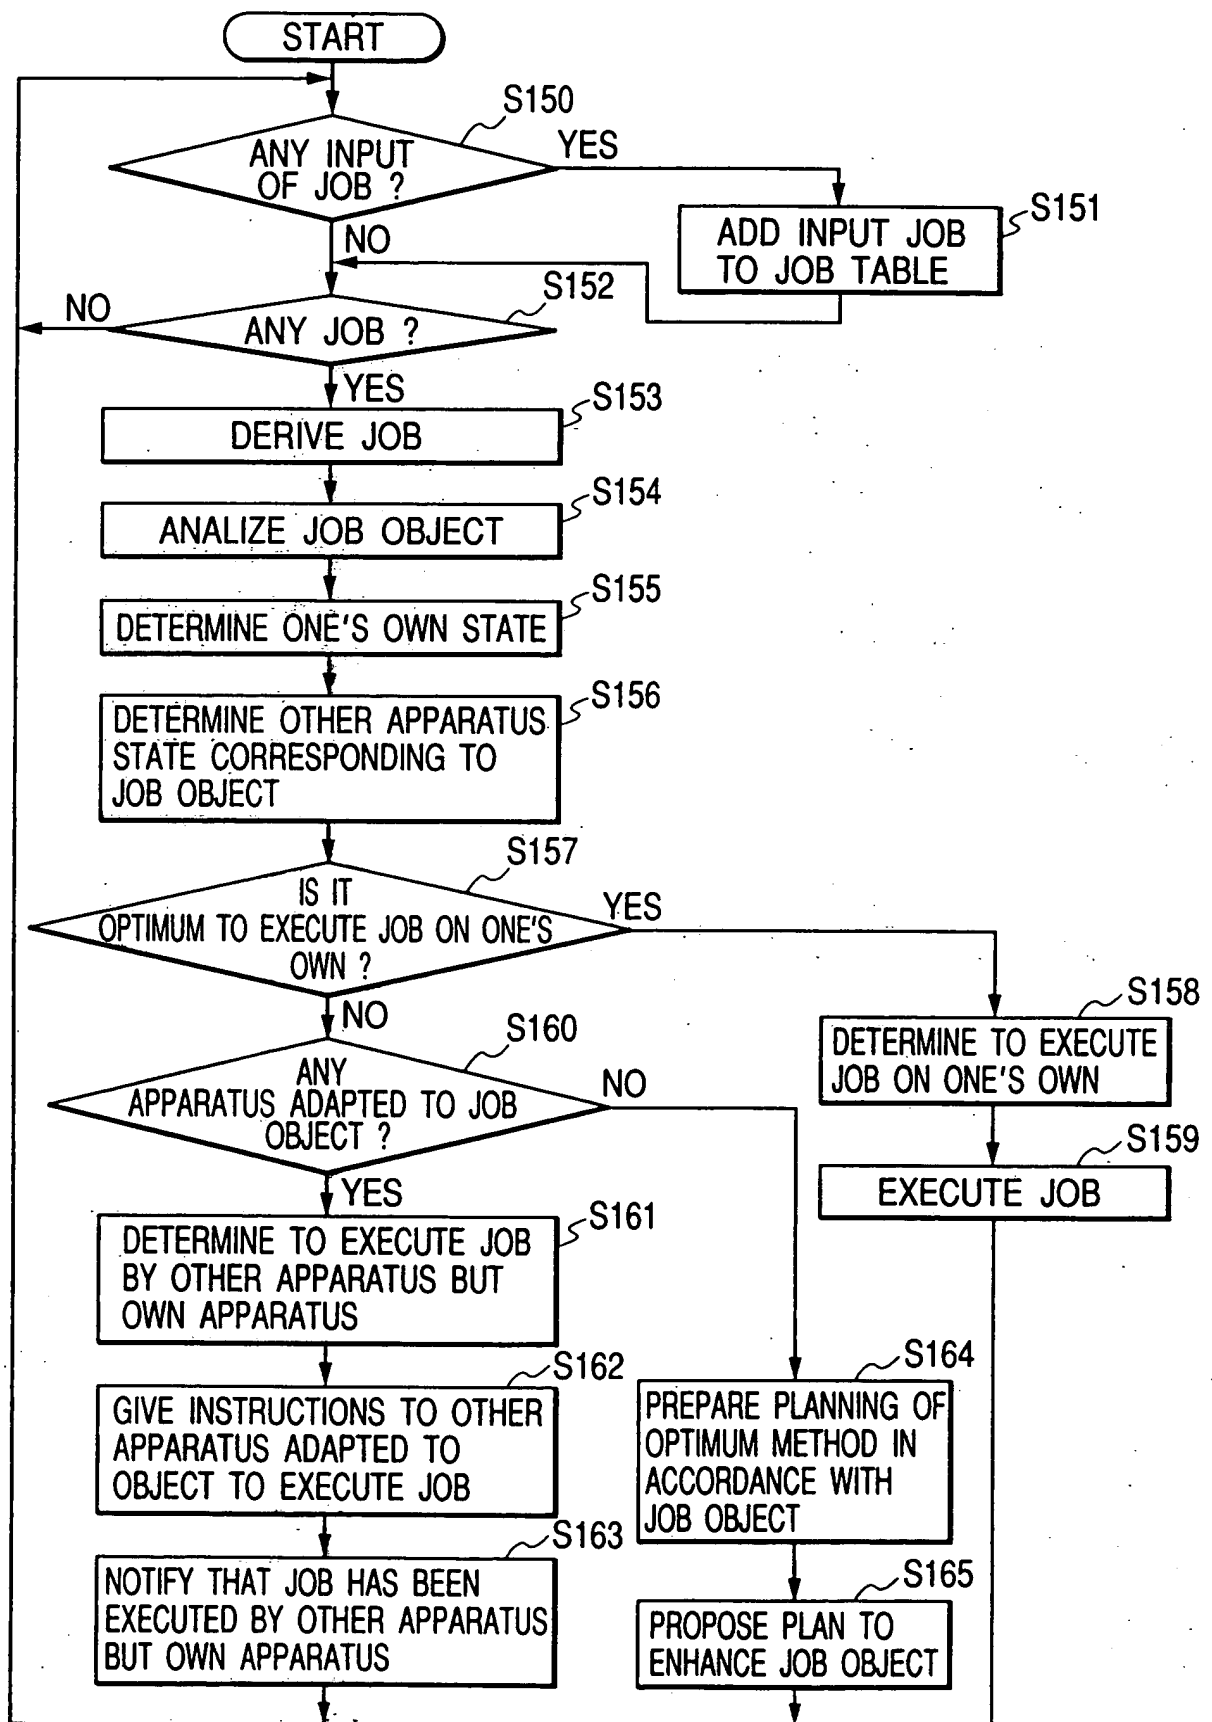 START
S150
ANY INPUT
OF JOB ?
YES
S151
ADD INPUT JOB
TO JOB TABLE
NO
S152
NO
ANY JOB ?
YES
S153
DERIVE JOB
S154
ANALIZE JOB OBJECT
S155
DETERMINE ONE'S OWN STATE
S156
DETERMINE OTHER APPARATUS
STATE CORRESPONDING TO
JOB OBJECT
S157
IS IT
OPTIMUM TO EXECUTE JOB ON ONE'S
OWN ?
YES
NO
S158
DETERMINE TO EXECUTE
JOB ON ONE'S OWN
S159
EXECUTE JOB
S160
ANY
APPARATUS ADAPTED TO JOB
OBJECT ?
NO
YES
S161
DETERMINE TO EXECUTE JOB
BY OTHER APPARATUS BUT
OWN APPARATUS
S162
GIVE INSTRUCTIONS TO OTHER
APPARATUS ADAPTED TO
OBJECT TO EXECUTE JOB
S163
NOTIFY THAT JOB HAS BEEN
EXECUTED BY OTHER APPARATUS
BUT OWN APPARATUS
S164
PREPARE PLANNING OF
OPTIMUM METHOD IN
ACCORDANCE WITH
JOB OBJECT
S165
PROPOSE PLAN TO
ENHANCE JOB OBJECT